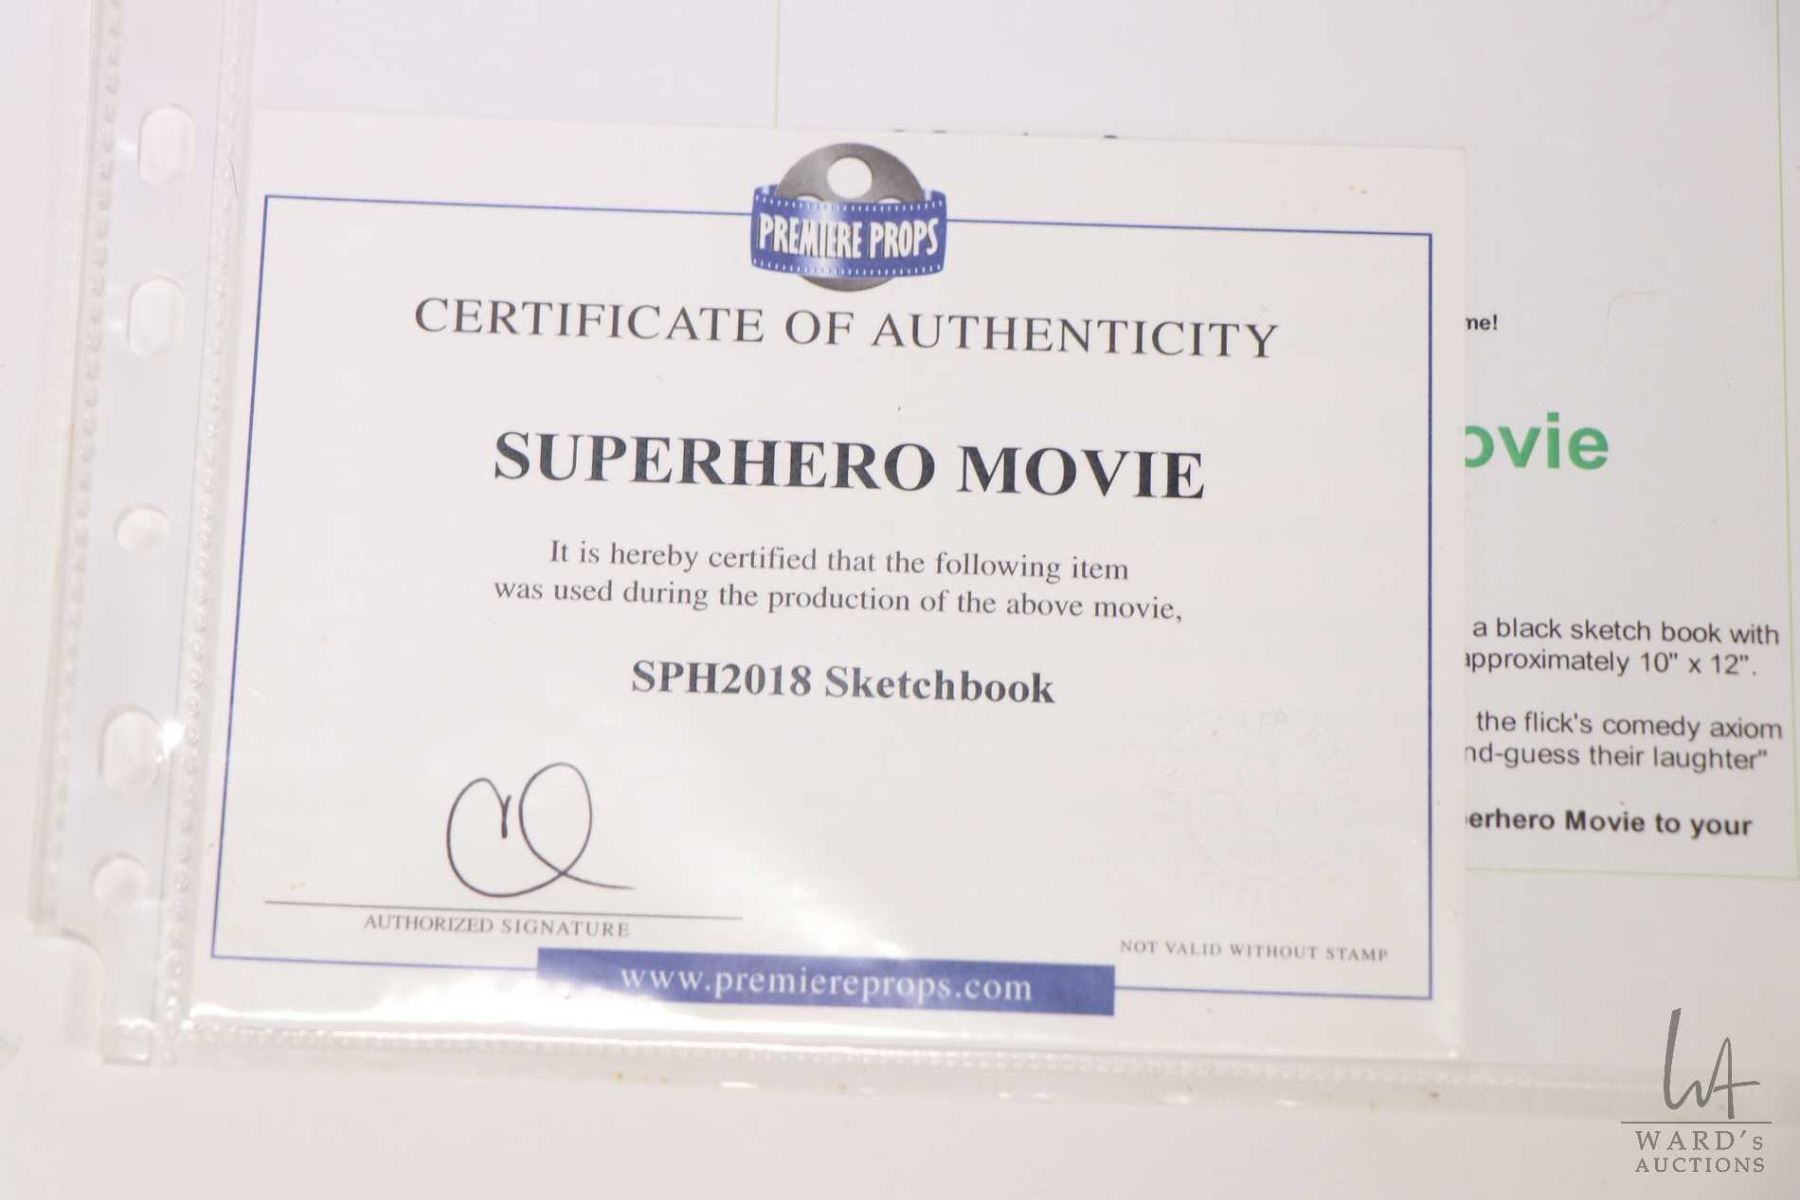 PREMIERE PROPS
CERTIFICATE OF AUTHENTICITY
SUPERHERO MOVIE
It is hereby certified that the following item
was used during the production of the above movie,
SPH2018 Sketchbook
AUTHORIZED SIGNATURE
NOT VALID WITHOUT STAMP
www.premiereprops.com
me!
ovie
a black sketch book with
approximately 10" x 12".
the flick's comedy axiom
nd-guess their laughter"
erhero Movie to your
WA
WARD's
AUCTIONS